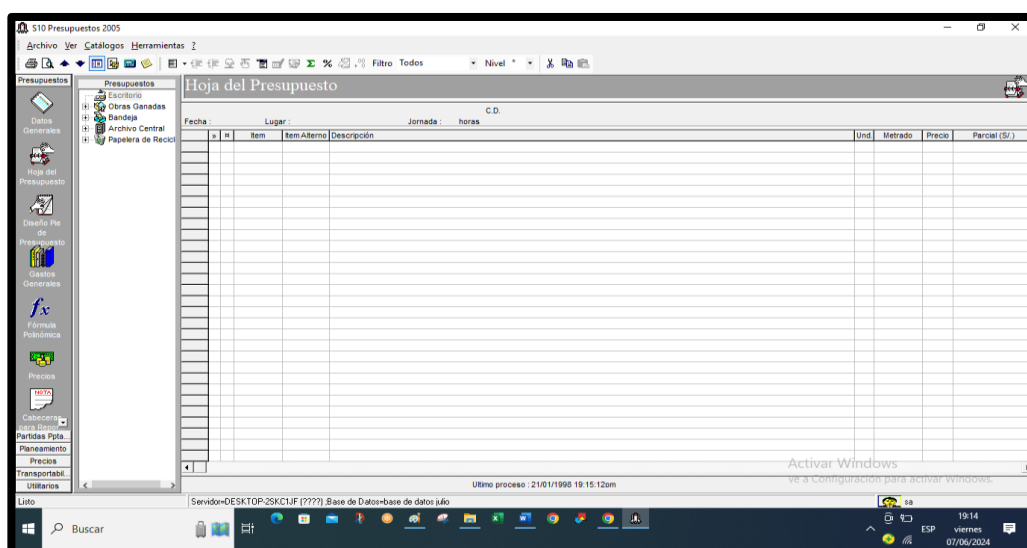 S10 Presupuestos 2005
Archivo Ver Catálogos Herramientas ?
Filtro Todos Nivel *
Presupuestos
Datos
Generales
Hoja del
Presupuesto
Diseño Pie
de
Presupuesto
Gastos
Generales
fx
Fórmula
Polinómica
Precios
NOTA
Cabeceras
para Repor
Partidas Ppta...
Planeamiento
Precios
Transportabil...
Utilitarios
Presupuestos
Escritorio
Obras Ganadas
Bandeja
Archivo Central
Papelera de Recicl
Hoja del Presupuesto
C.D.
Fecha : Lugar : Jornada : horas
Item Item Alterno Descripción Und. Metrado Precio Parcial (S/.)
Activar Windows
Ve a Configuración para activar Windows.
Ultimo proceso : 21/01/1998 19:15:12pm
Listo Servidor=DESKTOP-2SKC1JF (????) ;Base de Datos=base de datos julio sa
Buscar
ESP
19:14
viernes
07/06/2024